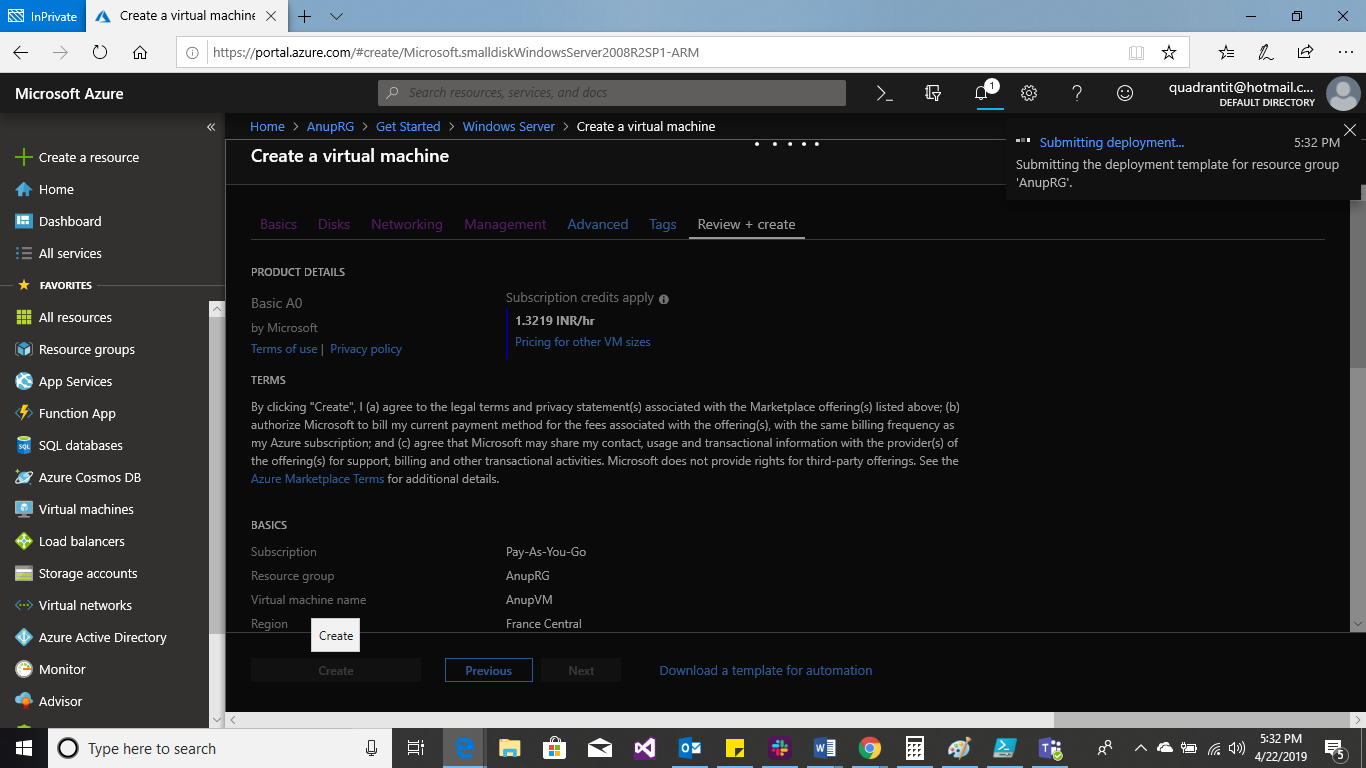 InPrivate
Create a virtual machine
https://portal.azure.com/#create/Microsoft.smalldiskWindowsServer2008R2SP1-ARM
Microsoft Azure
Search resources, services, and docs
1
quadrantit@hotmail.c...
DEFAULT DIRECTORY
Create a resource
Home
Dashboard
All services
FAVORITES
All resources
Resource groups
App Services
Function App
SQL databases
Azure Cosmos DB
Virtual machines
Load balancers
Storage accounts
Virtual networks
Azure Active Directory
Monitor
Advisor
Home > AnupRG > Get Started > Windows Server > Create a virtual machine
Create a virtual machine
Submitting deployment... 5:32 PM
Submitting the deployment template for resource group
'AnupRG'.
Basics Disks Networking Management Advanced Tags Review + create
PRODUCT DETAILS
Basic A0
by Microsoft
Terms of use | Privacy policy
Subscription credits apply
1.3219 INR/hr
Pricing for other VM sizes
TERMS
By clicking "Create", I (a) agree to the legal terms and privacy statement(s) associated with the Marketplace offering(s) listed above; (b)
authorize Microsoft to bill my current payment method for the fees associated with the offering(s), with the same billing frequency as
my Azure subscription; and (c) agree that Microsoft may share my contact, usage and transactional information with the provider(s) of
the offering(s) for support, billing and other transactional activities. Microsoft does not provide rights for third-party offerings. See the
Azure Marketplace Terms for additional details.
BASICS
Subscription Pay-As-You-Go
Resource group AnupRG
Virtual machine name AnupVM
Region France Central
Create
Create Previous Next Download a template for automation
Type here to search
5:32 PM
4/22/2019
5